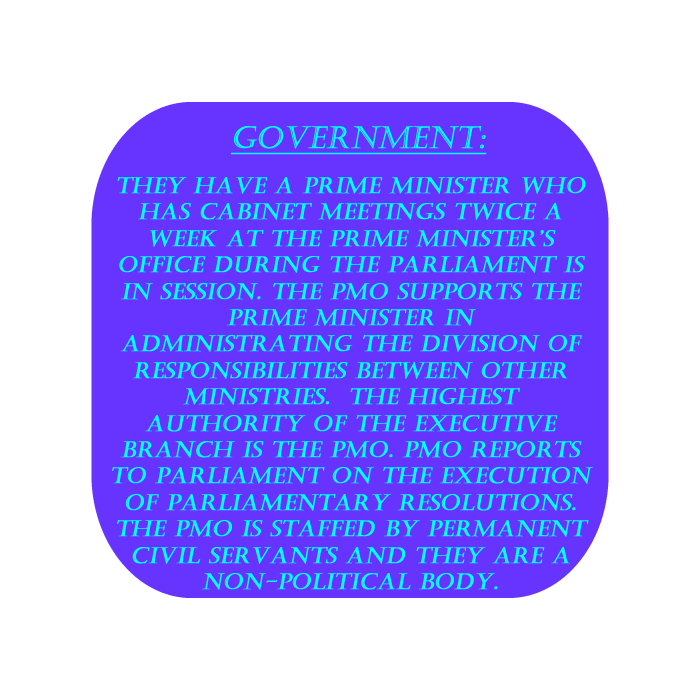 GOVERNMENT:
THEY HAVE A PRIME MINISTER WHO
HAS CABINET MEETINGS TWICE A
WEEK AT THE PRIME MINISTER'S
OFFICE DURING THE PARLIAMENT IS
IN SESSION. THE PMO SUPPORTS THE
PRIME MINISTER IN
ADMINISTRATING THE DIVISION OF
RESPONSIBILITIES BETWEEN OTHER
MINISTRIES.  THE HIGHEST
AUTHORITY OF THE EXECUTIVE
BRANCH IS THE PMO. PMO REPORTS
TO PARLIAMENT ON THE EXECUTION
OF PARLIAMENTARY RESOLUTIONS.
THE PMO IS STAFFED BY PERMANENT
CIVIL SERVANTS AND THEY ARE A
NON-POLITICAL BODY.